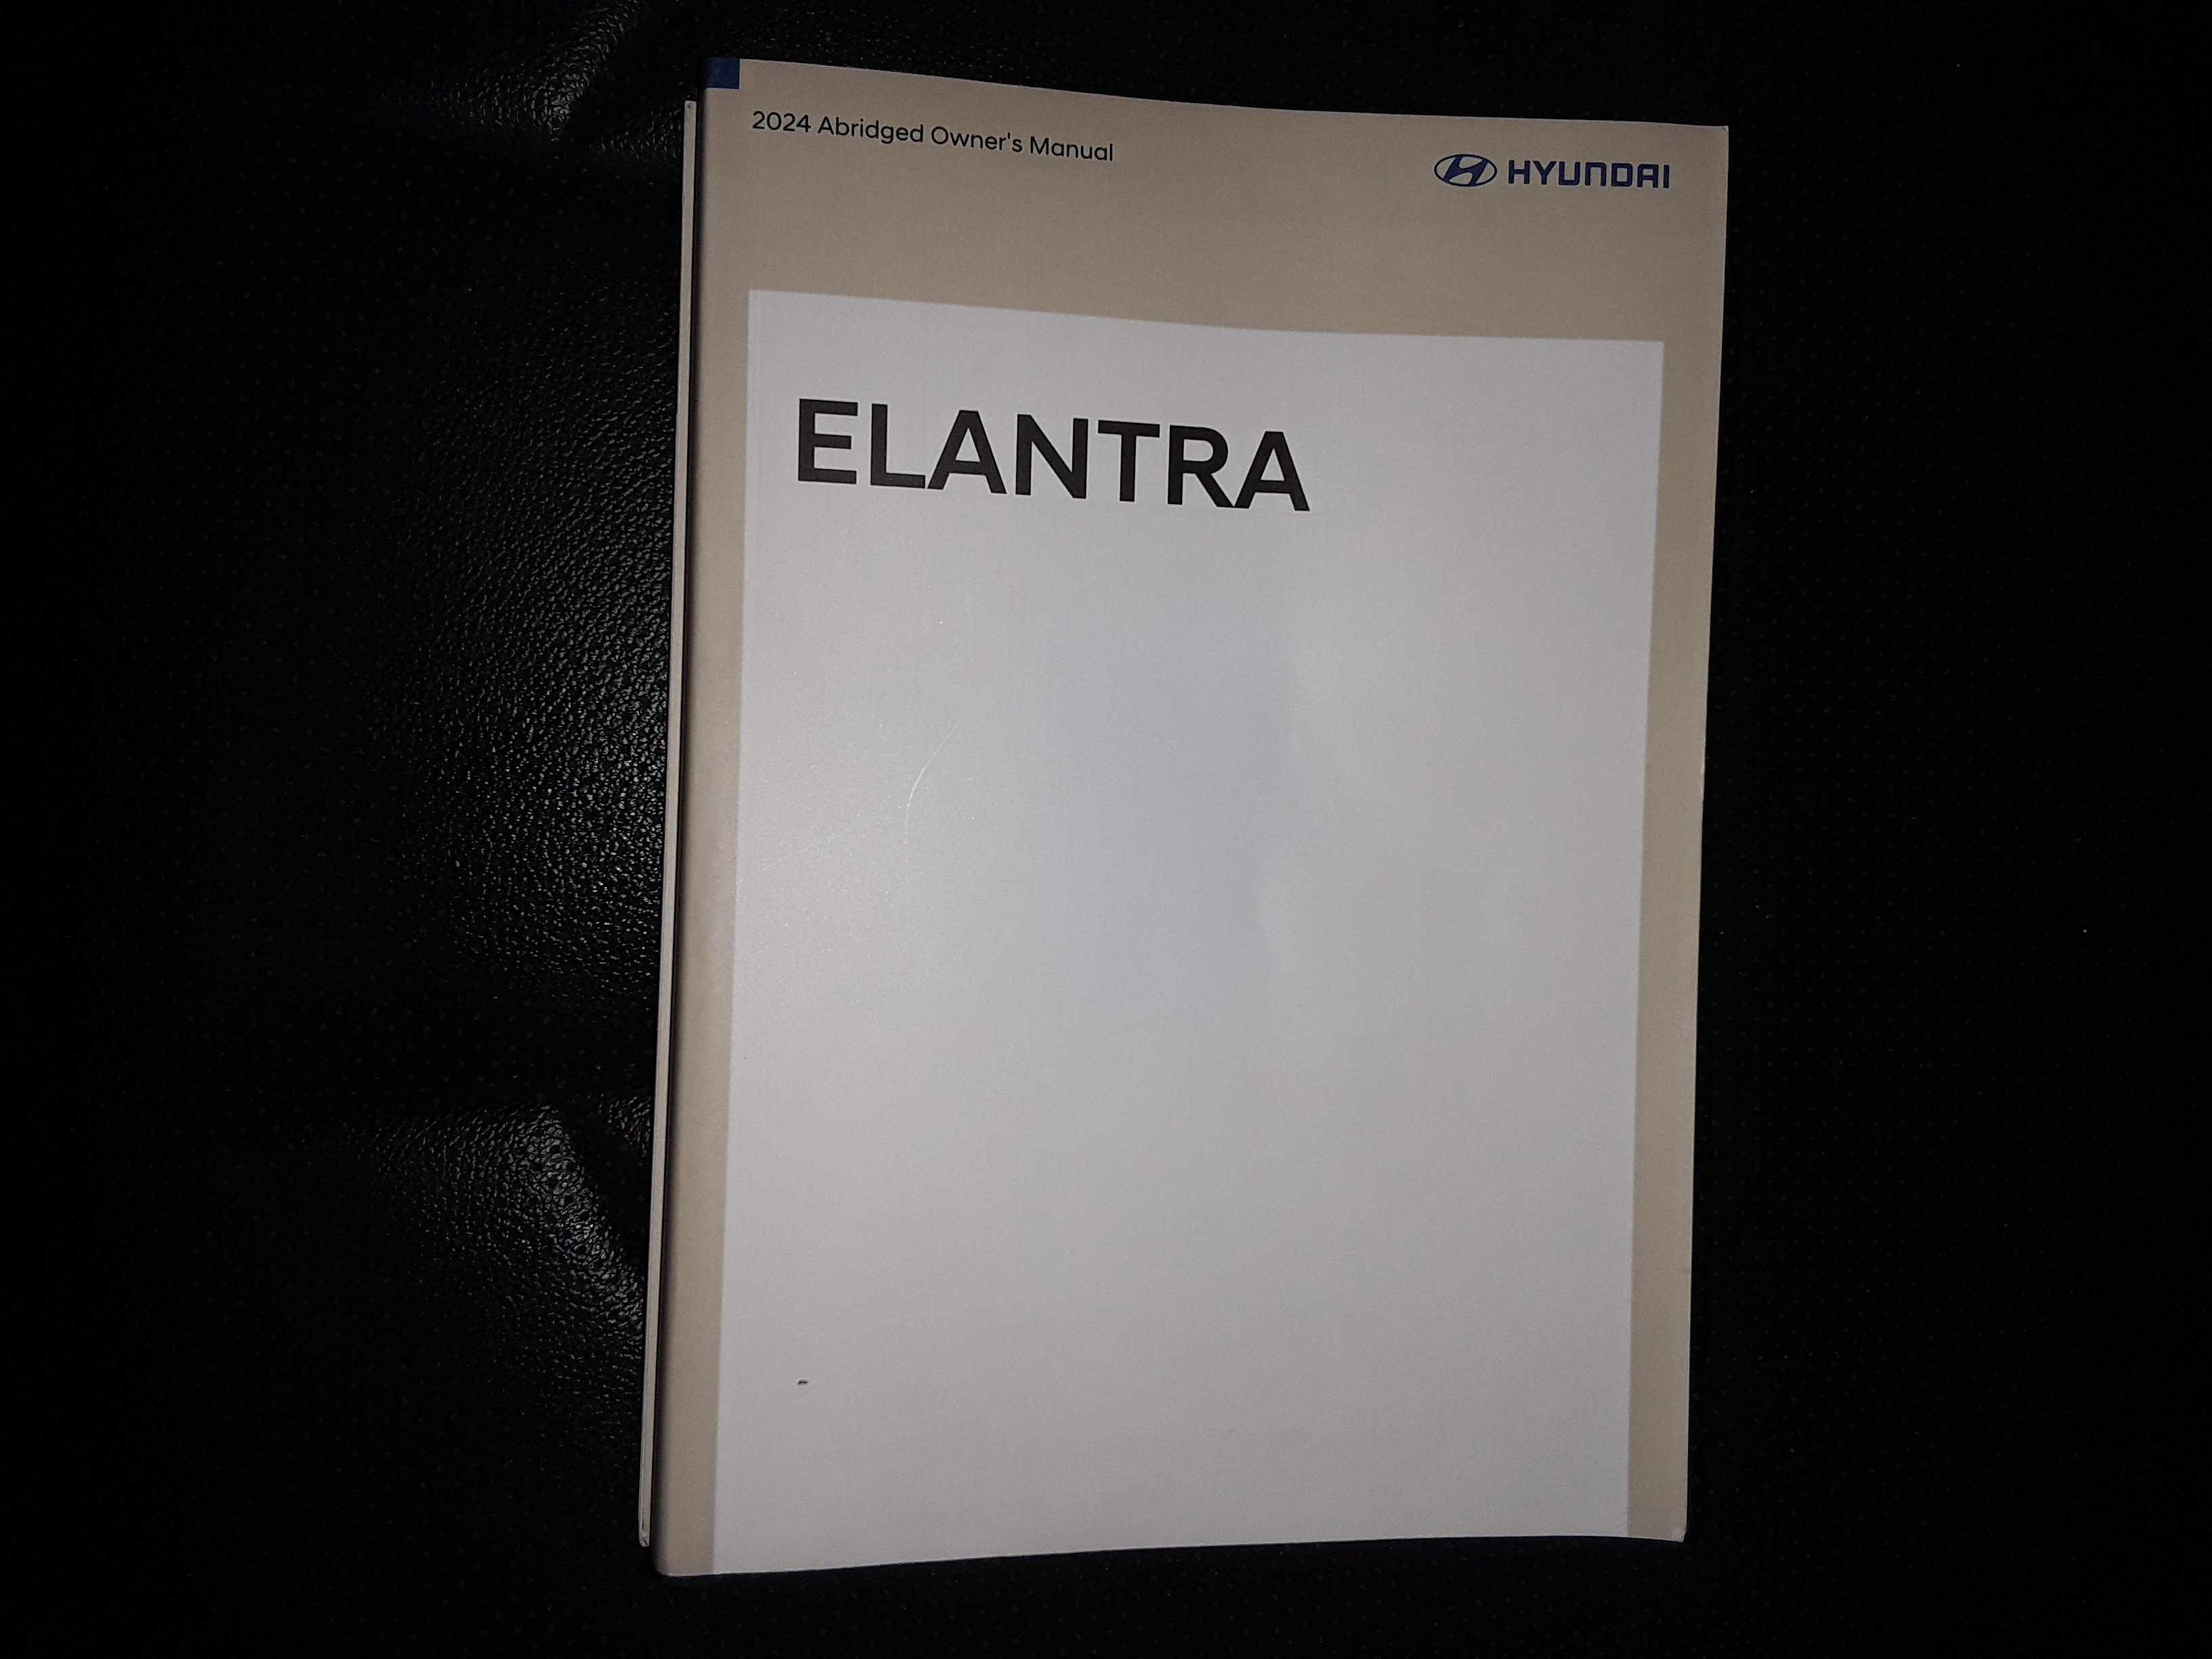 2024 Abridged Owner's Manual
HYUNDAI
ELANTRA